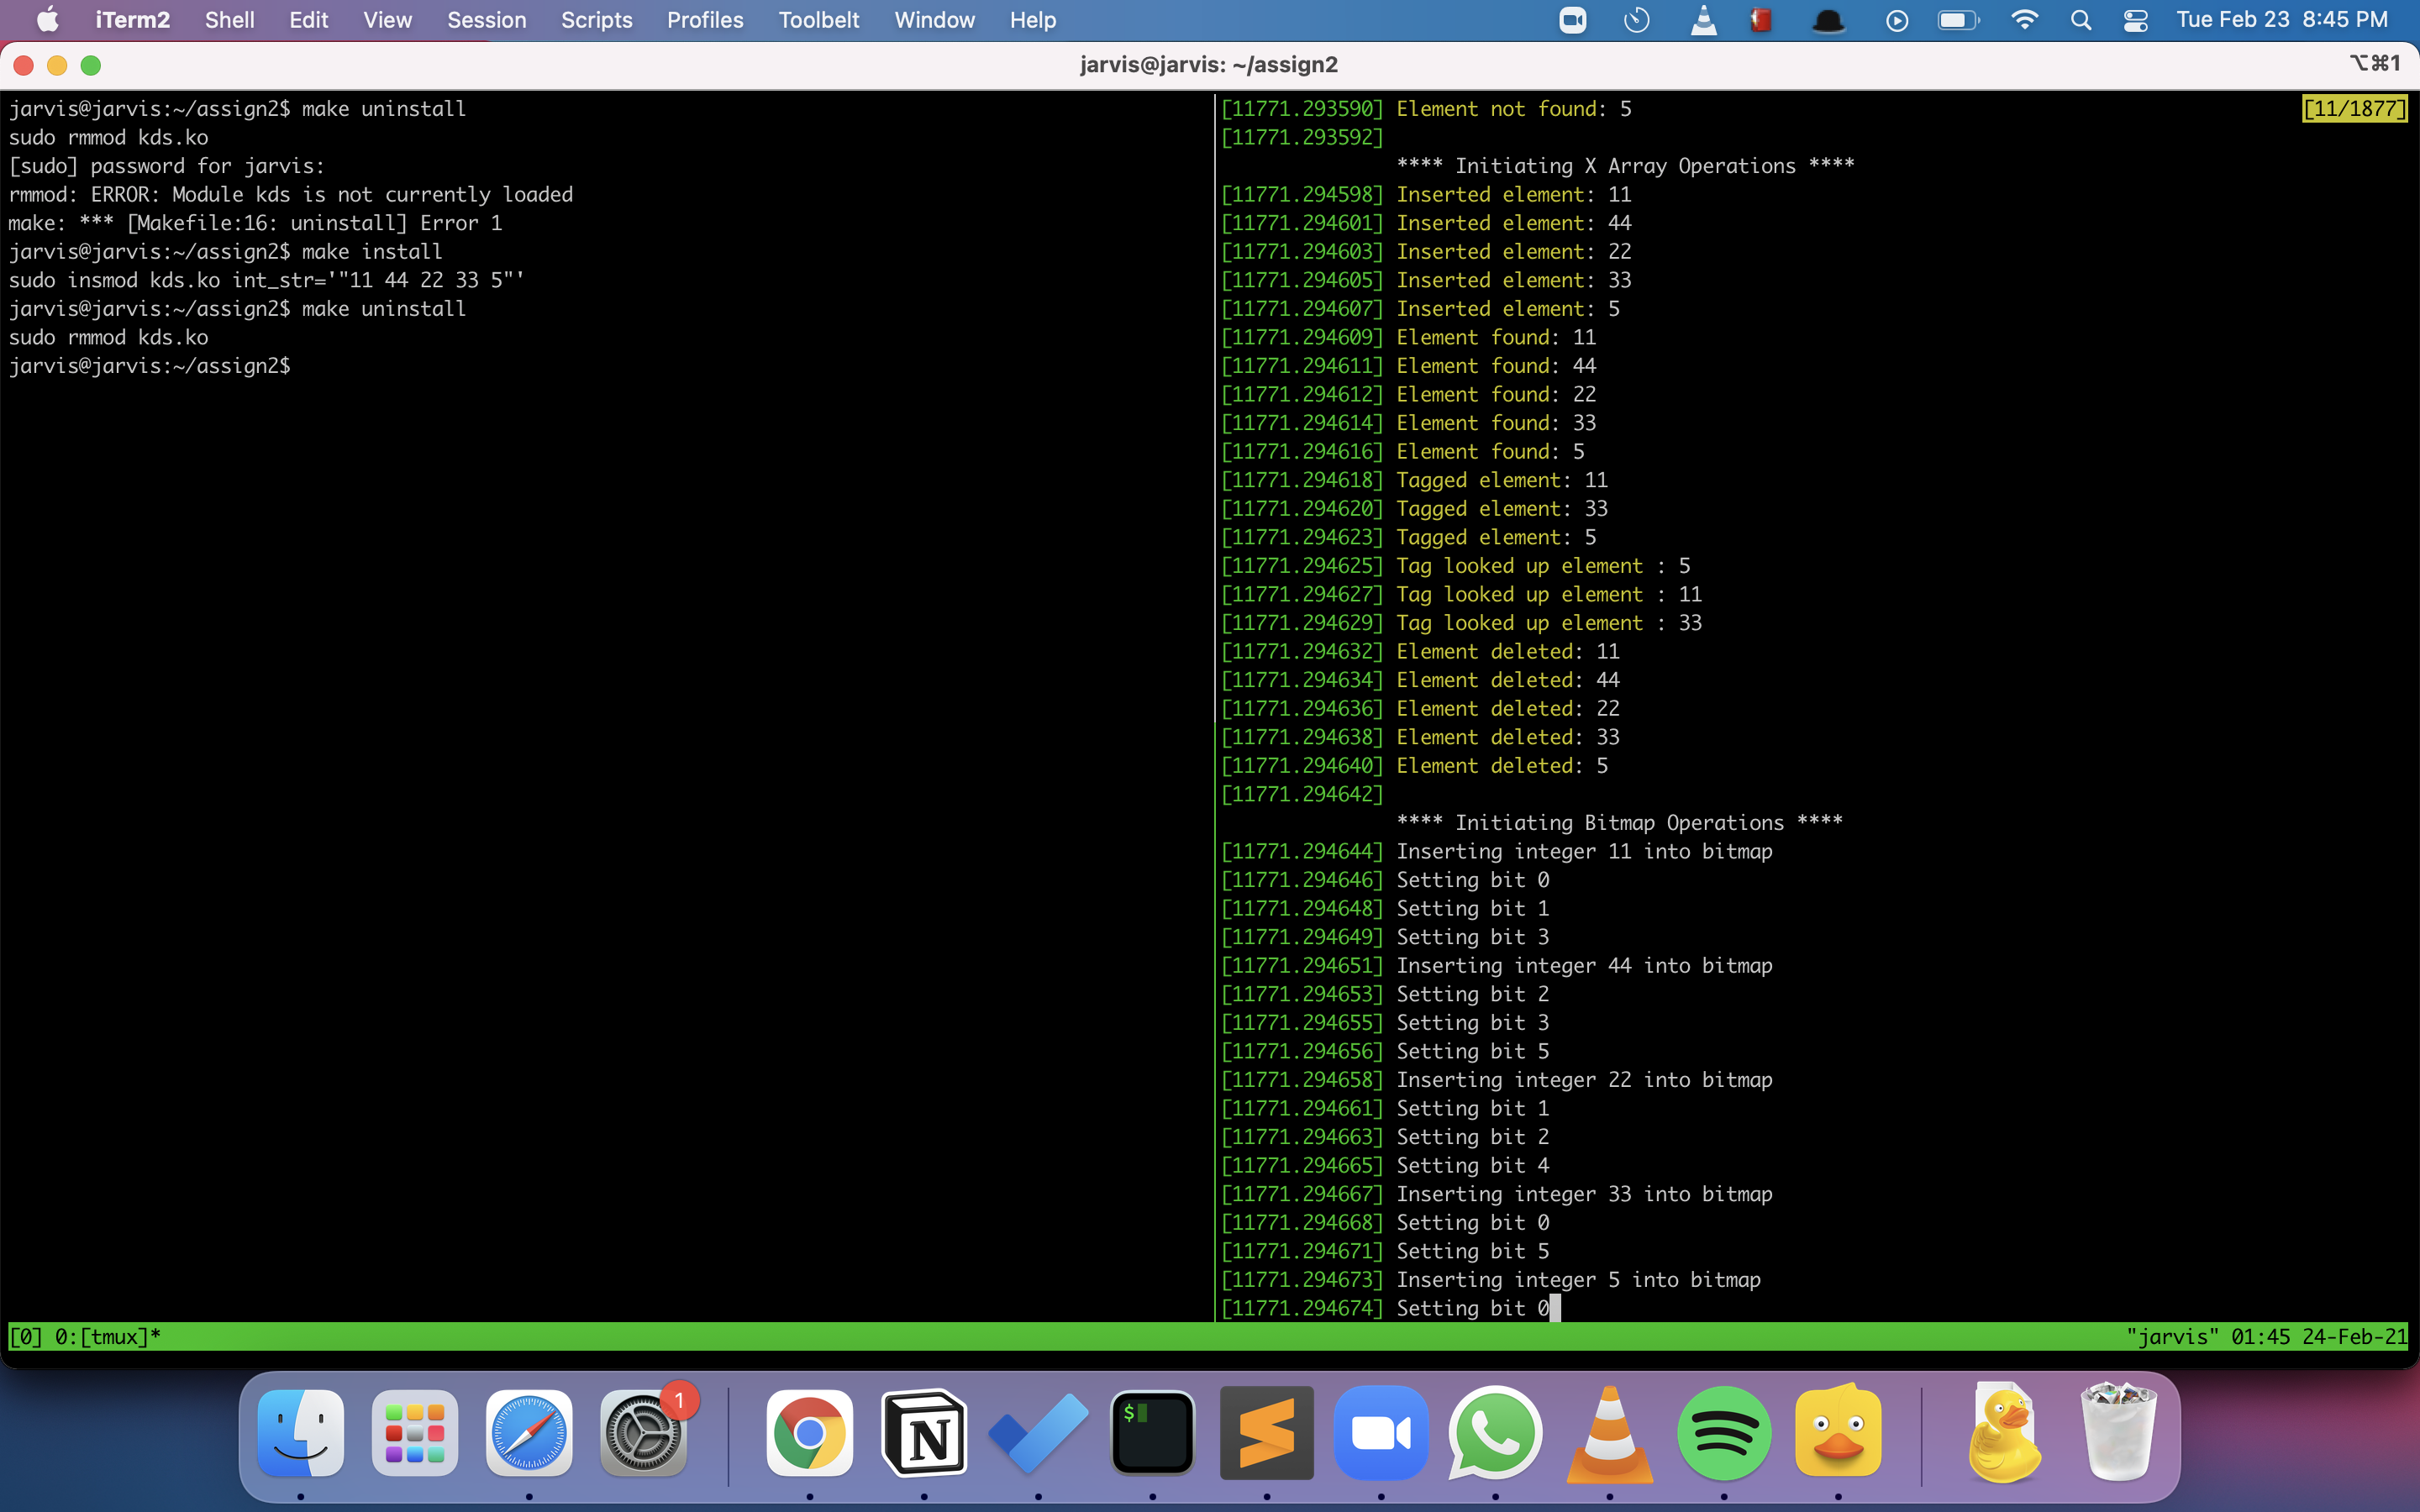 iTerm2 Shell Edit View Session Scripts Profiles Toolbelt Window Help Tue Feb 23 8:45 PM
jarvis@jarvis: ~/assign2 ⌥⌘1
jarvis@jarvis:~/assign2$ make uninstall
sudo rmmod kds.ko
[sudo] password for jarvis:
rmmod: ERROR: Module kds is not currently loaded
make: *** [Makefile:16: uninstall] Error 1
jarvis@jarvis:~/assign2$ make install
sudo insmod kds.ko int_str='"11 44 22 33 5"'
jarvis@jarvis:~/assign2$ make uninstall
sudo rmmod kds.ko
jarvis@jarvis:~/assign2$
[11771.293590] Element not found: 5 [11/1877]
[11771.293592]
**** Initiating X Array Operations ****
[11771.294598] Inserted element: 11
[11771.294601] Inserted element: 44
[11771.294603] Inserted element: 22
[11771.294605] Inserted element: 33
[11771.294607] Inserted element: 5
[11771.294609] Element found: 11
[11771.294611] Element found: 44
[11771.294612] Element found: 22
[11771.294614] Element found: 33
[11771.294616] Element found: 5
[11771.294618] Tagged element: 11
[11771.294620] Tagged element: 33
[11771.294623] Tagged element: 5
[11771.294625] Tag looked up element : 5
[11771.294627] Tag looked up element : 11
[11771.294629] Tag looked up element : 33
[11771.294632] Element deleted: 11
[11771.294634] Element deleted: 44
[11771.294636] Element deleted: 22
[11771.294638] Element deleted: 33
[11771.294640] Element deleted: 5
[11771.294642]
**** Initiating Bitmap Operations ****
[11771.294644] Inserting integer 11 into bitmap
[11771.294646] Setting bit 0
[11771.294648] Setting bit 1
[11771.294649] Setting bit 3
[11771.294651] Inserting integer 44 into bitmap
[11771.294653] Setting bit 2
[11771.294655] Setting bit 3
[11771.294656] Setting bit 5
[11771.294658] Inserting integer 22 into bitmap
[11771.294661] Setting bit 1
[11771.294663] Setting bit 2
[11771.294665] Setting bit 4
[11771.294667] Inserting integer 33 into bitmap
[11771.294668] Setting bit 0
[11771.294671] Setting bit 5
[11771.294673] Inserting integer 5 into bitmap
[11771.294674] Setting bit 0
[0] 0:[tmux]* "jarvis" 01:45 24-Feb-21
1
N
$